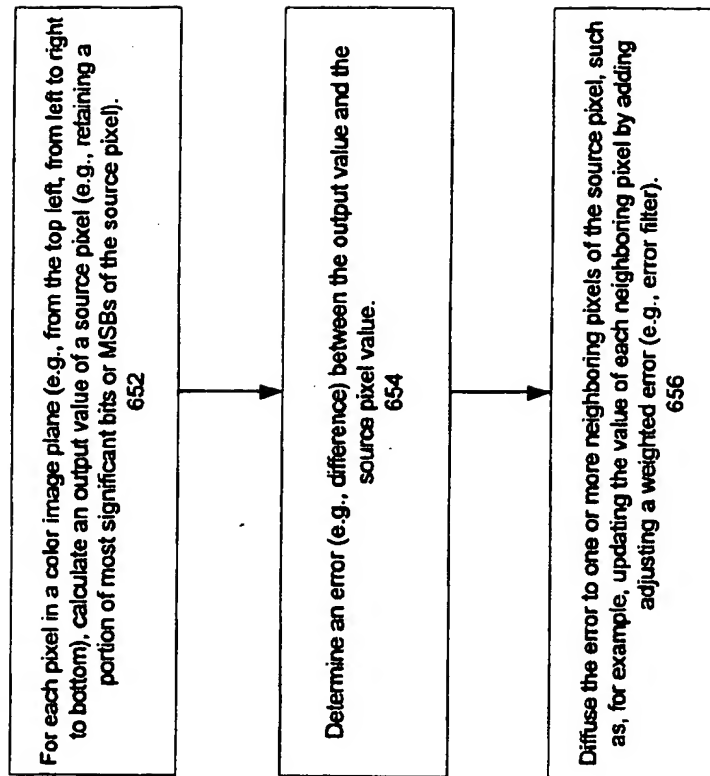 For each pixel in a color image plane (e.g., from the top left, from left to right
to bottom), calculate an output value of a source pixel (e.g., retaining a
portion of most significant bits or MSBs of the source pixel).
652
Determine an error (e.g., difference) between the output value and the
source pixel value.
654
Diffuse the error to one or more neighboring pixels of the source pixel, such
as, for example, updating the value of each neighboring pixel by adding
adjusting a weighted error (e.g., error filter).
656